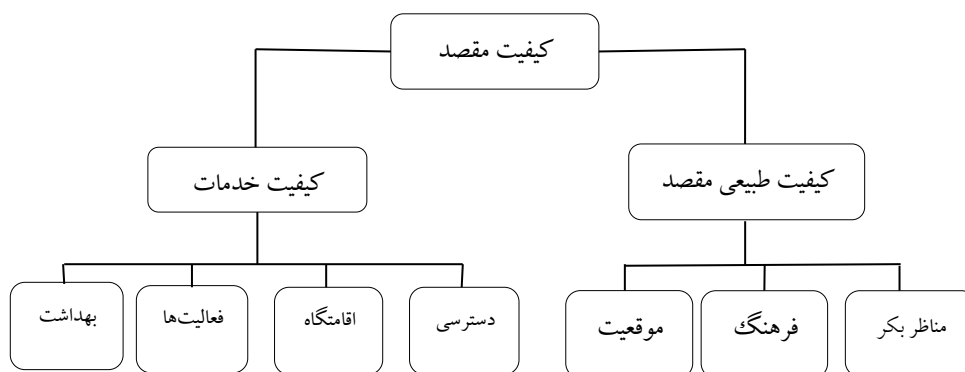 کیفیت مقصد
کیفیت طبیعی مقصد
کیفیت خدمات
مناظر بکر
فرهنگ
موقعیت
دسترسی
اقامتگاه
فعالیت‌ها
بهداشت